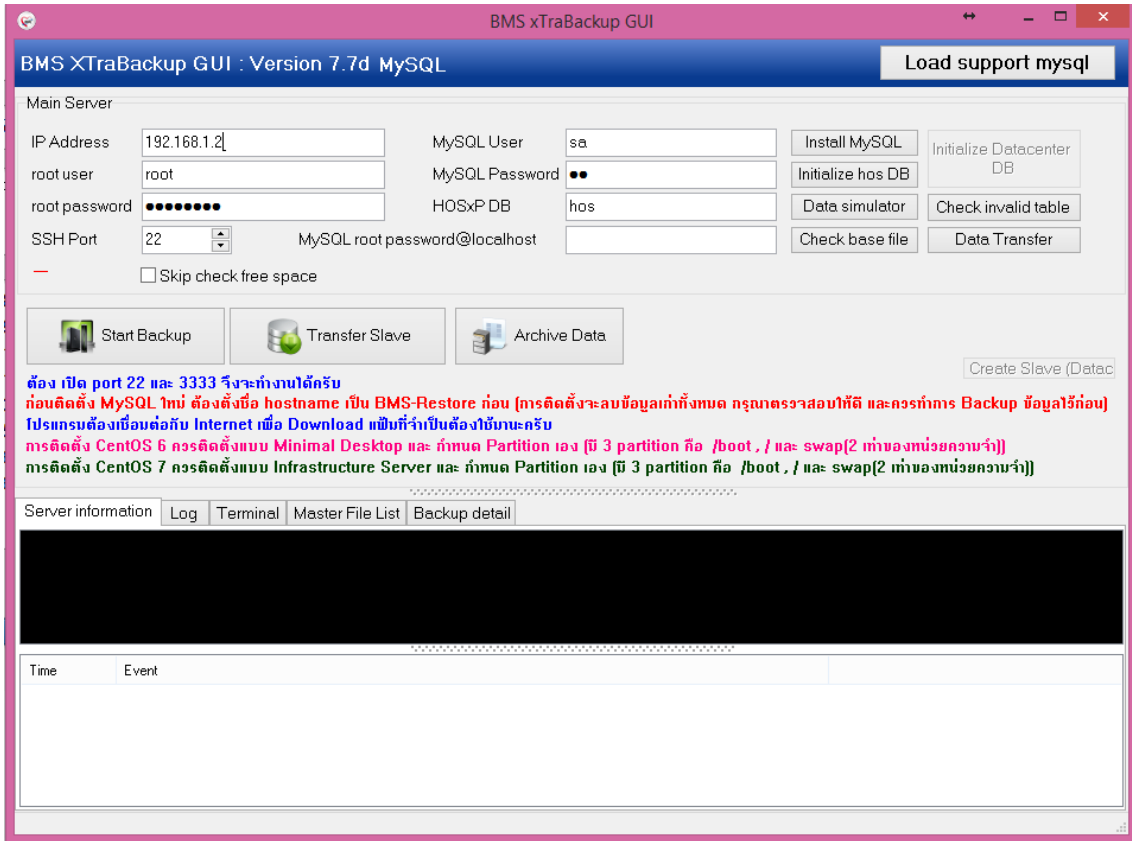 BMS xTraBackup GUI
BMS XTraBackup GUI : Version 7.7d MySQL
Load support mysql
Main Server
IP Address 192.168.1.2 MySQL User sa Install MySQL Initialize Datacenter DB
root user root MySQL Password ●● Initialize hos DB
root password ●●●●●●●● HOSxP DB hos Data simulator Check invalid table
SSH Port 22 MySQL root password@localhost Check base file Data Transfer
Skip check free space
Start Backup Transfer Slave Archive Data
Create Slave (Datac
ต้อง เปิด port 22 และ 3333 จึงจะทำงานได้ครับ
ก่อนติดตั้ง MySQL ใหม่ ต้องตั้งชื่อ hostname เป็น BMS-Restore ก่อน (การติดตั้งจะลบข้อมูลเก่าทั้งหมด กรุณาตรวจสอบให้ดี และควรทำการ Backup ข้อมูลไว้ก่อน)
โปรแกรมต้องเชื่อมต่อกับ Internet เพื่อ Download แฟ้มที่จำเป็นต้องใช้มานะครับ
การติดตั้ง CentOS 6 ควรติดตั้งแบบ Minimal Desktop และ กำหนด Partition เอง (มี 3 partition คือ /boot , / และ swap(2 เท่าของหน่วยความจำ))
การติดตั้ง CentOS 7 ควรติดตั้งแบบ Infrastructure Server และ กำหนด Partition เอง (มี 3 partition คือ /boot , / และ swap(2 เท่าของหน่วยความจำ))
Server information Log Terminal Master File List Backup detail
Time Event